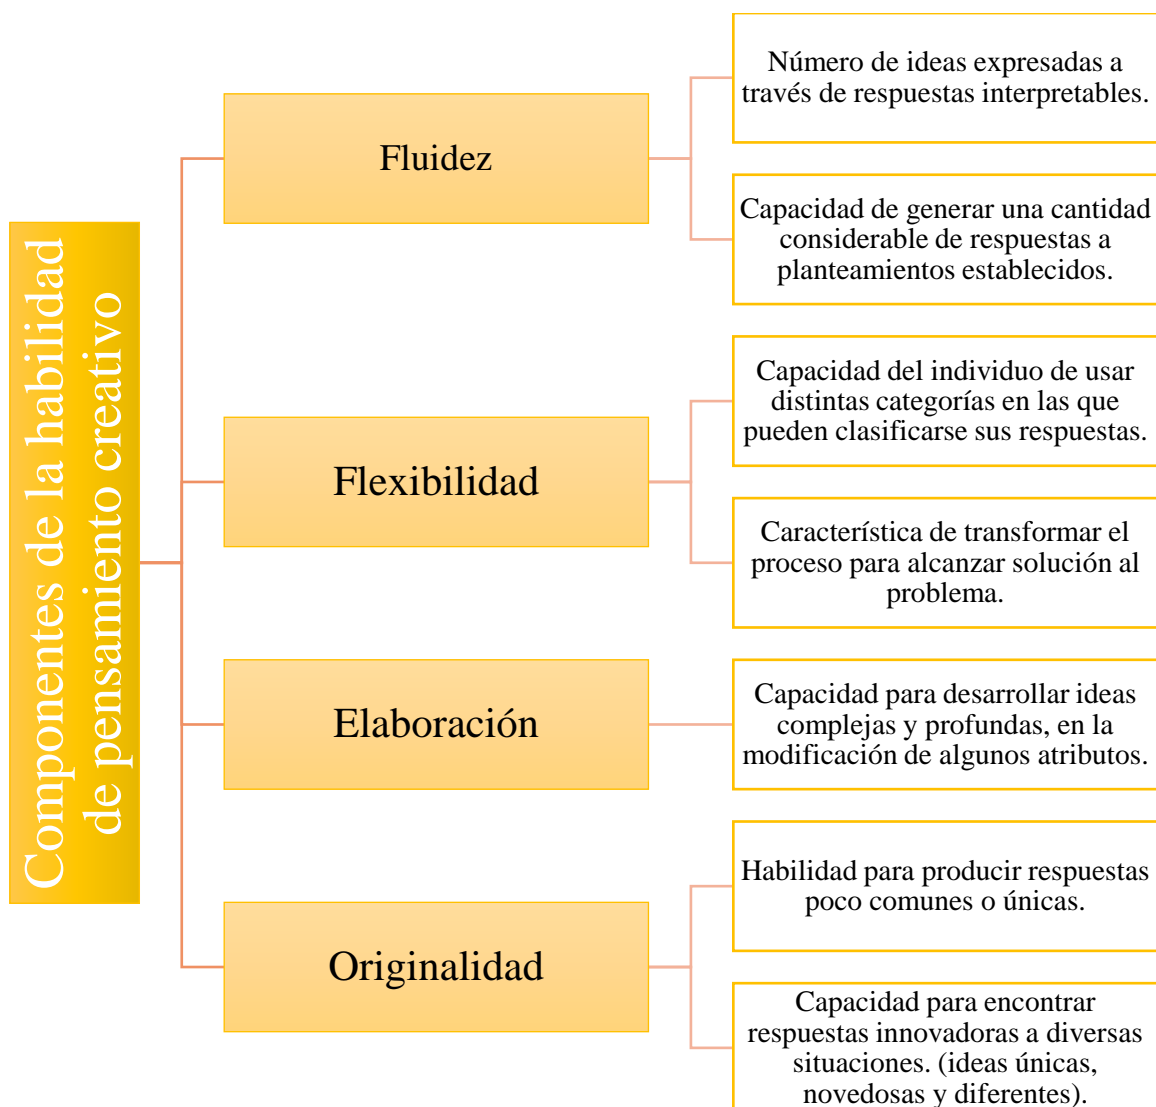 Componentes de la habilidad
de pensamiento creativo
Fluidez
Número de ideas expresadas a
través de respuestas interpretables.
Capacidad de generar una cantidad
considerable de respuestas a
planteamientos establecidos.
Flexibilidad
Capacidad del individuo de usar
distintas categorías en las que
pueden clasificarse sus respuestas.
Característica de transformar el
proceso para alcanzar solución al
problema.
Elaboración
Capacidad para desarrollar ideas
complejas y profundas, en la
modificación de algunos atributos.
Originalidad
Habilidad para producir respuestas
poco comunes o únicas.
Capacidad para encontrar
respuestas innovadoras a diversas
situaciones. (ideas únicas,
novedosas y diferentes).